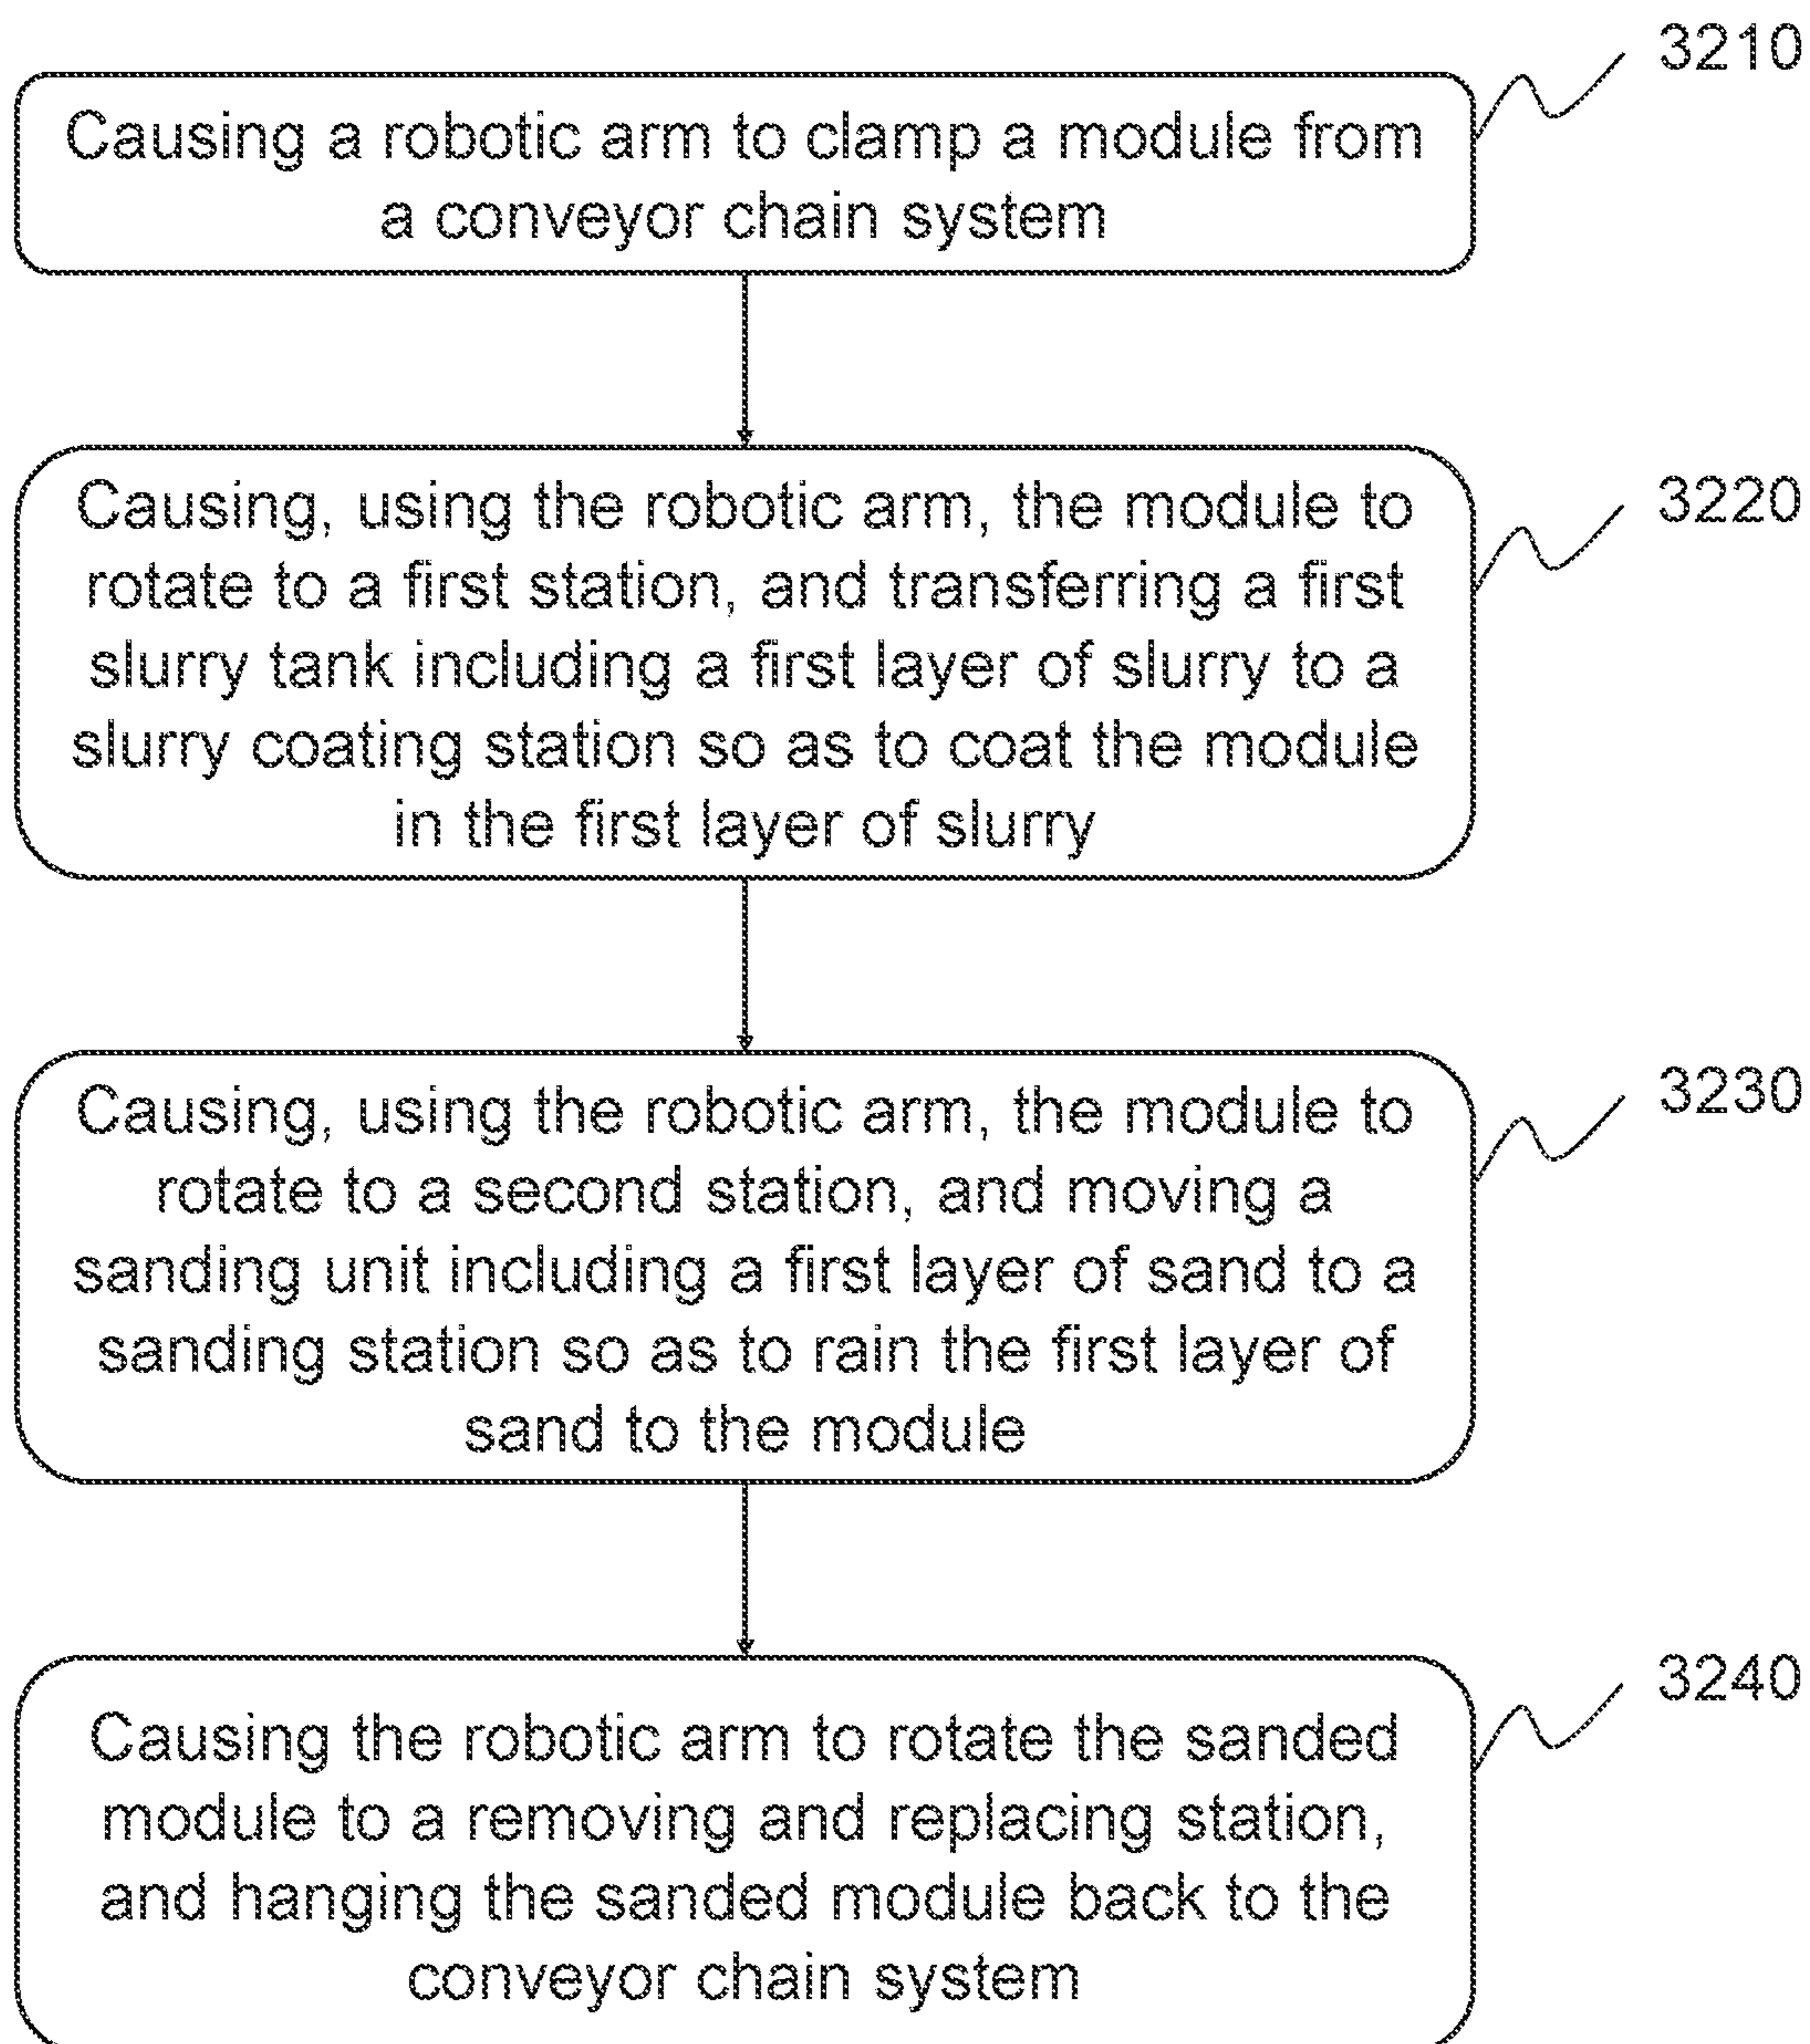 3210
Causing a robotic arm to clamp a module from
a conveyor chain system
3220
Causing, using the robotic arm, the module to
rotate to a first station, and transferring a first
slurry tank including a first layer of slurry to a
slurry coating station so as to coat the module
in the first layer of slurry
3230
Causing, using the robotic arm, the module to
rotate to a second station, and moving a
sanding unit including a first layer of sand to a
sanding station so as to rain the first layer of
sand to the module
3240
Causing the robotic arm to rotate the sanded
module to a removing and replacing station,
and hanging the sanded module back to the
conveyor chain system